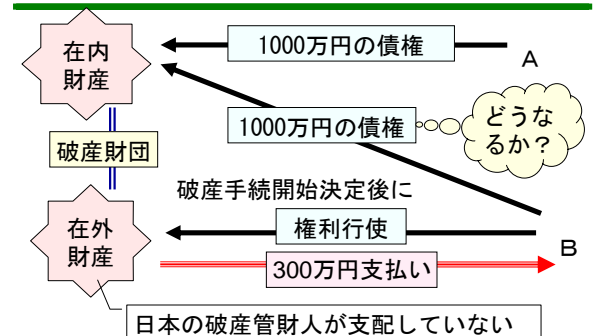 在内
財産
1000万円の債権
A
1000万円の債権
どうな
るか?
破産財団
破産手続開始決定後に
在外
財産
権利行使
B
300万円支払い
日本の破産管財人が支配していない